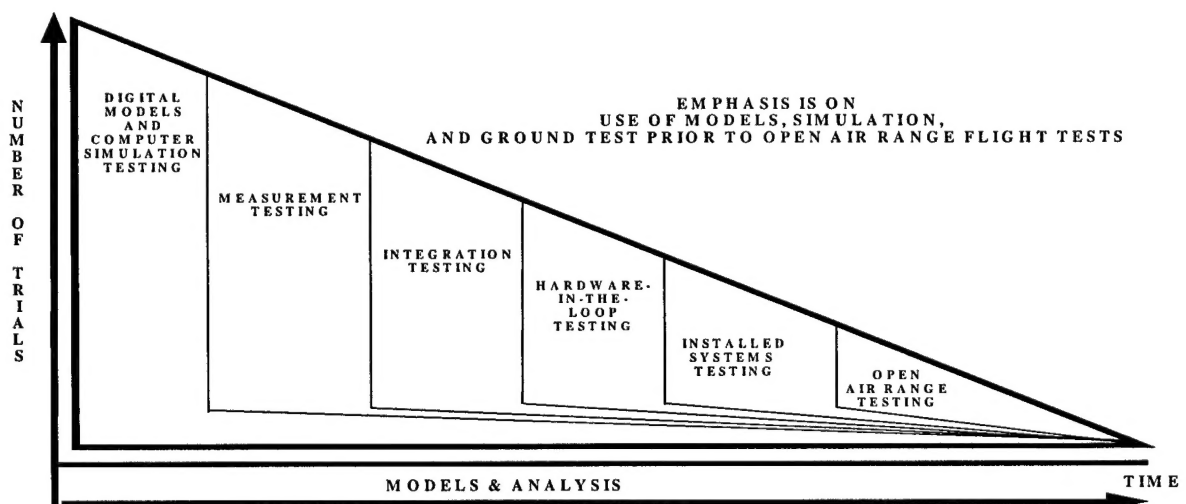 NUMBER OF TRIALS
DIGITAL
MODELS
AND
COMPUTER
SIMULATION
TESTING
EMPHASIS IS ON
USE OF MODELS, SIMULATION,
AND GROUND TEST PRIOR TO OPEN AIR RANGE FLIGHT TESTS
MEASUREMENT
TESTING
INTEGRATION
TESTING
HARDWARE-
IN-THE-
LOOP
TESTING
INSTALLED
SYSTEMS
TESTING
OPEN
AIR RANGE
TESTING
MODELS & ANALYSIS
TIME